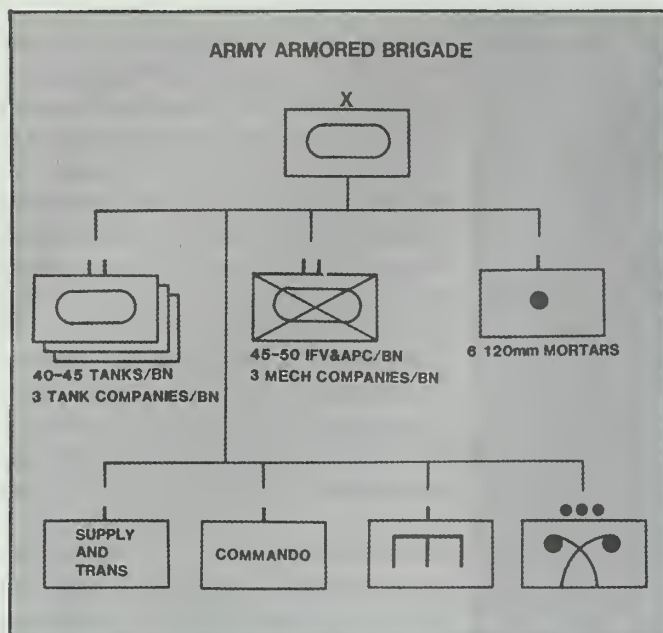 ARMY ARMORED BRIGADE
X
40-45 TANKS/BN
3 TANK COMPANIES/BN
45-50 IFV&APC/BN
3 MECH COMPANIES/BN
6 120mm MORTARS
SUPPLY
AND
TRANS
COMMANDO